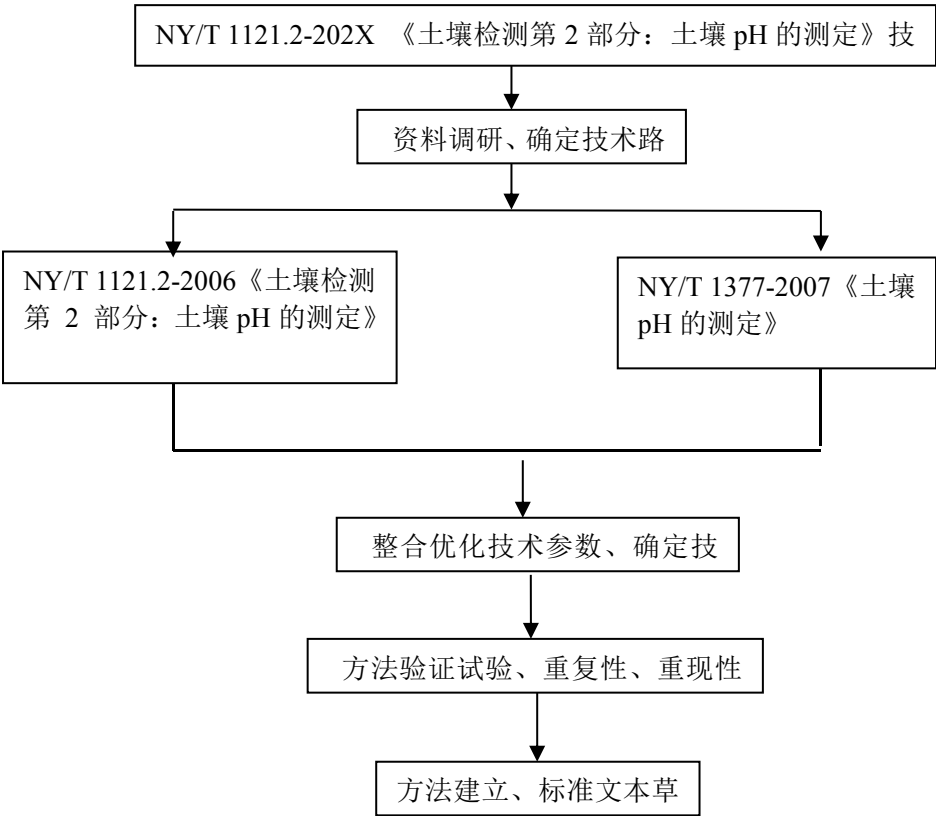 NY/T 1121.2-202X 《土壤检测第 2 部分：土壤 pH 的测定》技
资料调研、确定技术路
NY/T 1121.2-2006《土壤检测
第 2 部分：土壤 pH 的测定》
NY/T 1377-2007《土壤
pH 的测定》
整合优化技术参数、确定技
方法验证试验、重复性、重现性
方法建立、标准文本草